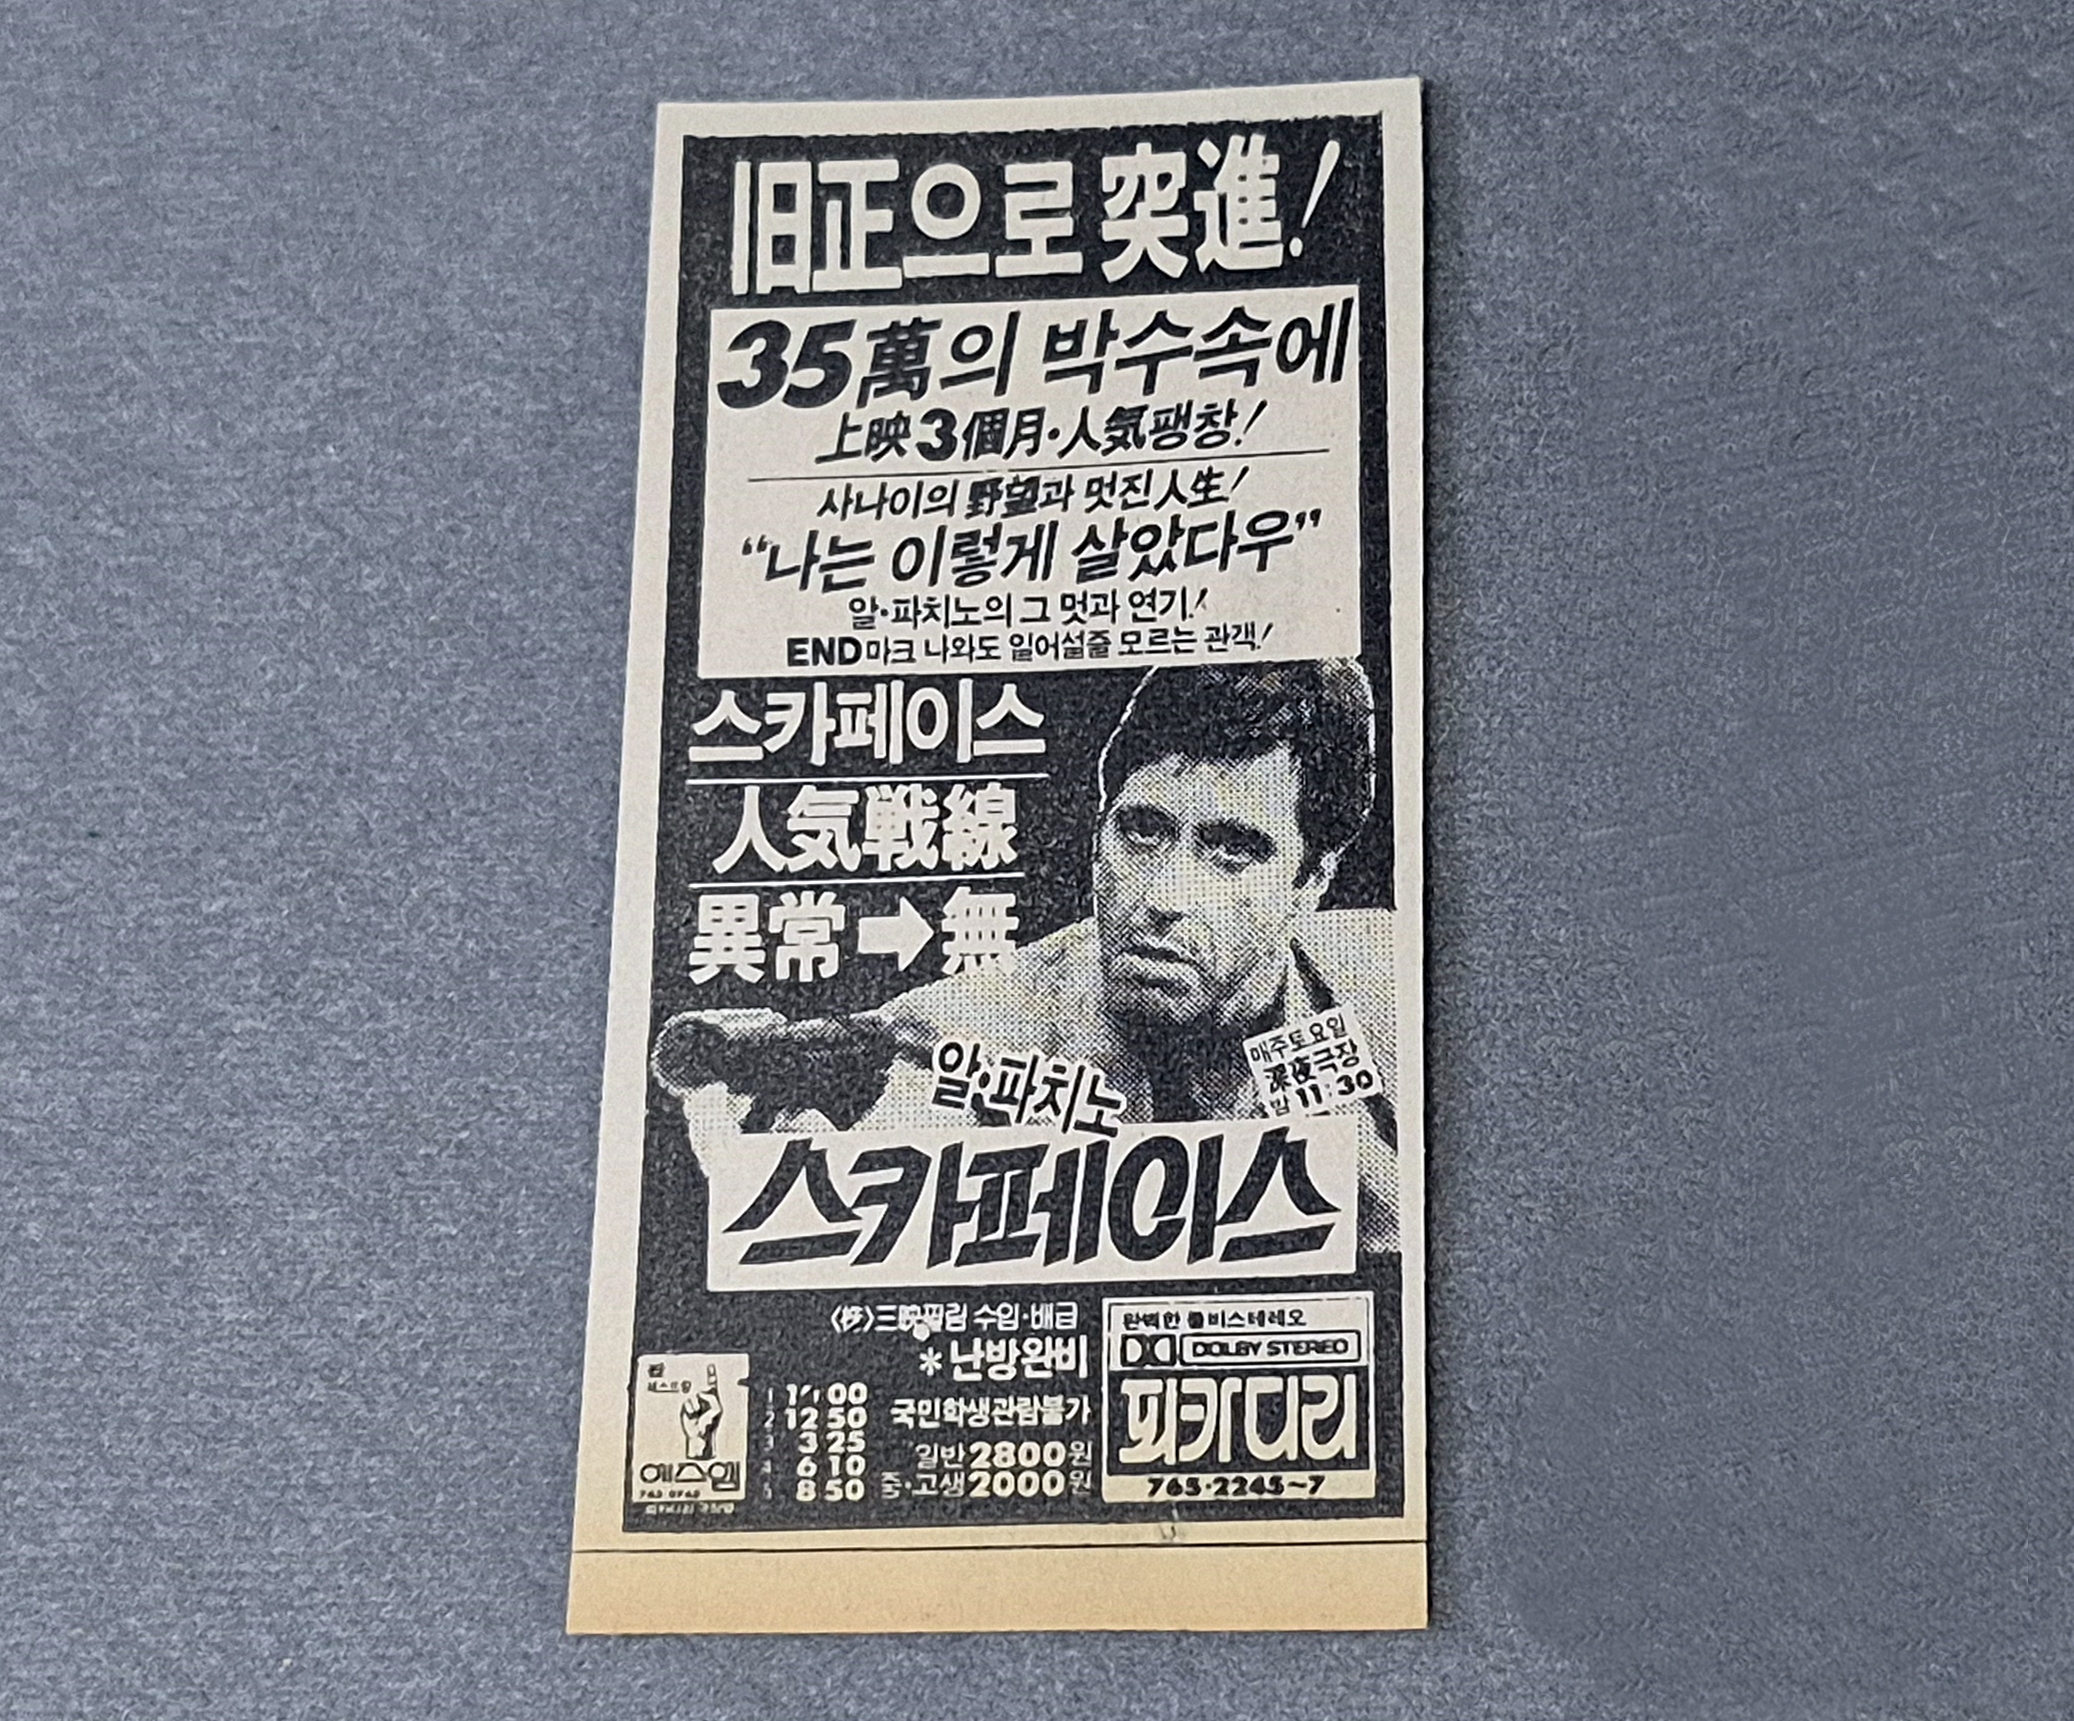 旧正으로 突進!
35萬의 박수속에
上映3個月·人気팽창!
사나이의 野望과 멋진 人生!
"나는 이렇게 살았다우"
알·파치노의 그 멋과 연기!
END마크 나와도 일어설줄 모르는 관객!
스카페이스
人気戦線
異常➡無
매주토요일
深夜극장
밤 11:30
알·파치노
스카페이스
〈株〉三映필림 수입·배급
*난방완비
국민학생관람불가
일반2800원
중·고생2000원
1 00
2 12 50
3 3 25
4 6 10
5 8 50
에스엠
완벽한 돌비스테레오
DOLBY STEREO
피카디리
765·2245~7